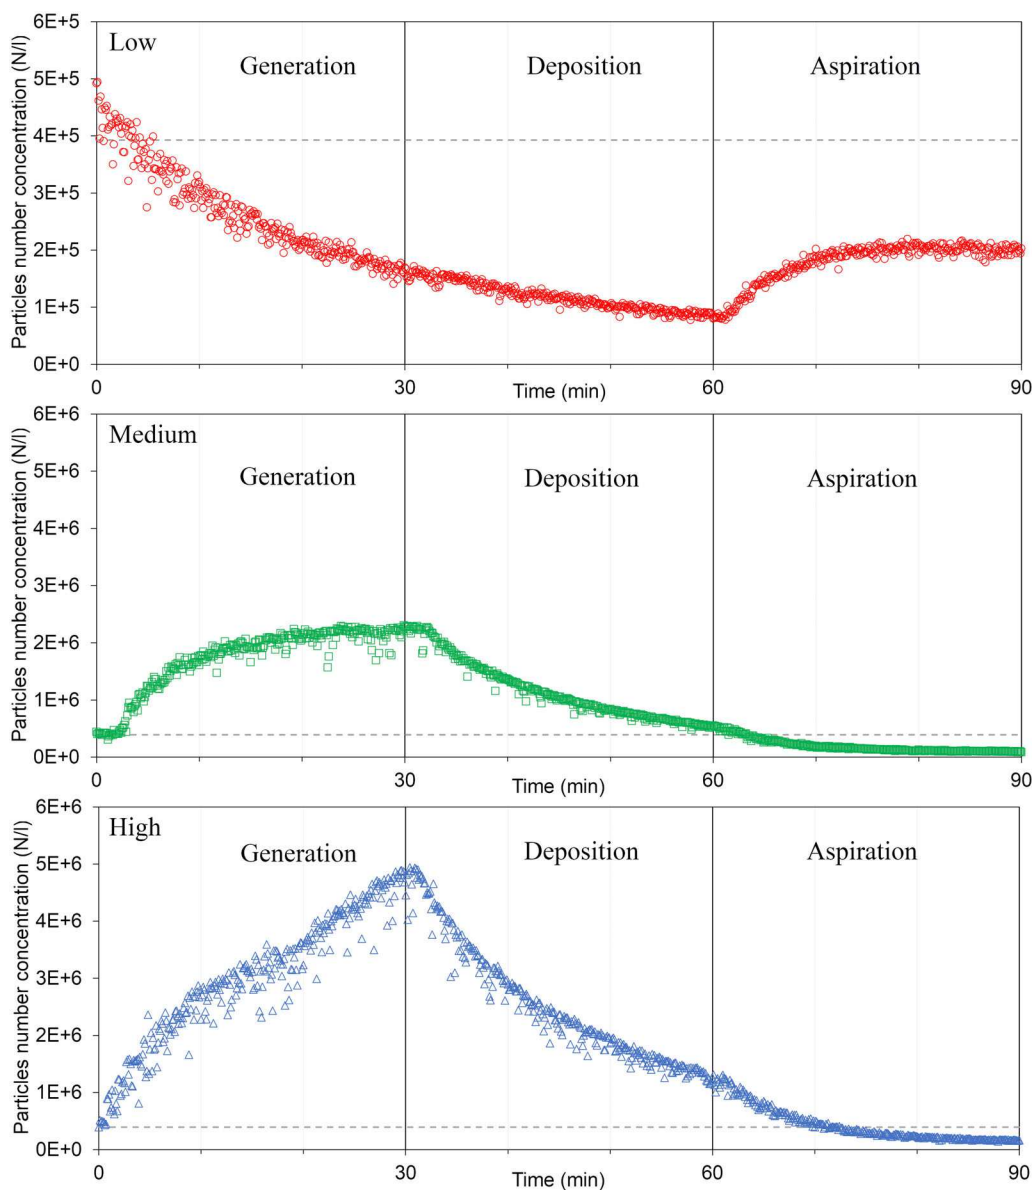 Low
Generation
Deposition
Aspiration
Particles number concentration (N/l)
6E+5
5E+5
4E+5
3E+5
2E+5
1E+5
0E+0
0
30
60
90
Time (min)
Medium
Generation
Deposition
Aspiration
Particles number concentration (N/l)
6E+6
5E+6
4E+6
3E+6
2E+6
1E+6
0E+0
0
30
60
90
Time (min)
High
Generation
Deposition
Aspiration
Particles number concentration (N/l)
6E+6
5E+6
4E+6
3E+6
2E+6
1E+6
0E+0
0
30
60
90
Time (min)